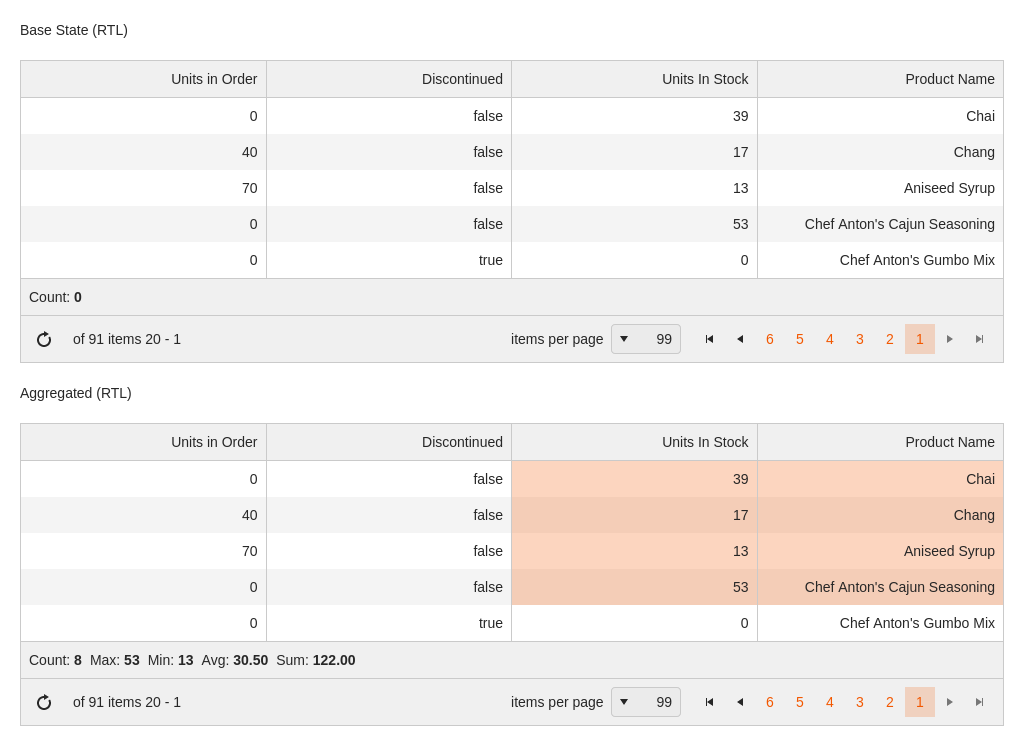 Base State (RTL)
Units in Order Discontinued Units In Stock Product Name
0 false 39 Chai
40 false 17 Chang
70 false 13 Aniseed Syrup
0 false 53 Chef Anton's Cajun Seasoning
0 true 0 Chef Anton's Gumbo Mix
Count: 0
of 91 items 20 - 1 items per page 99 6 5 4 3 2 1
Aggregated (RTL)
Units in Order Discontinued Units In Stock Product Name
0 false 39 Chai
40 false 17 Chang
70 false 13 Aniseed Syrup
0 false 53 Chef Anton's Cajun Seasoning
0 true 0 Chef Anton's Gumbo Mix
Count: 8 Max: 53 Min: 13 Avg: 30.50 Sum: 122.00
of 91 items 20 - 1 items per page 99 6 5 4 3 2 1